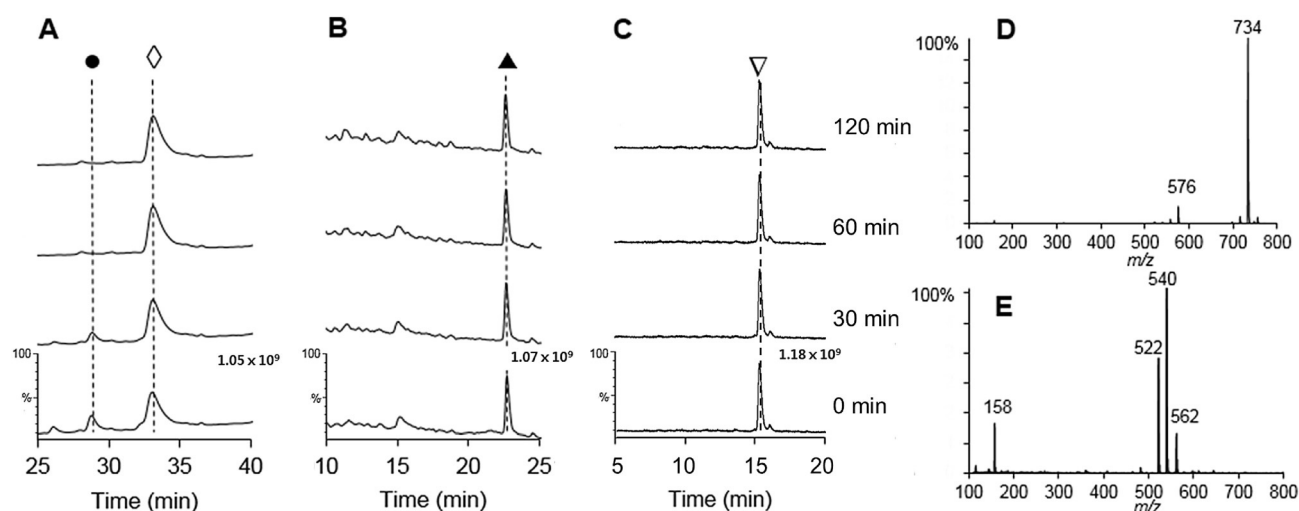 A
B
C
120 min
60 min
30 min
0 min
100
%
1.05 x 10⁹
25 30 35 40
Time (min)
100
%
1.07 x 10⁹
10 15 20 25
Time (min)
100
%
1.18 x 10⁹
5 10 15 20
Time (min)
D
734
100%
576
100 200 300 400 500 600 700 800
m/z
E
540
100%
522
158
562
100 200 300 400 500 600 700 800
m/z